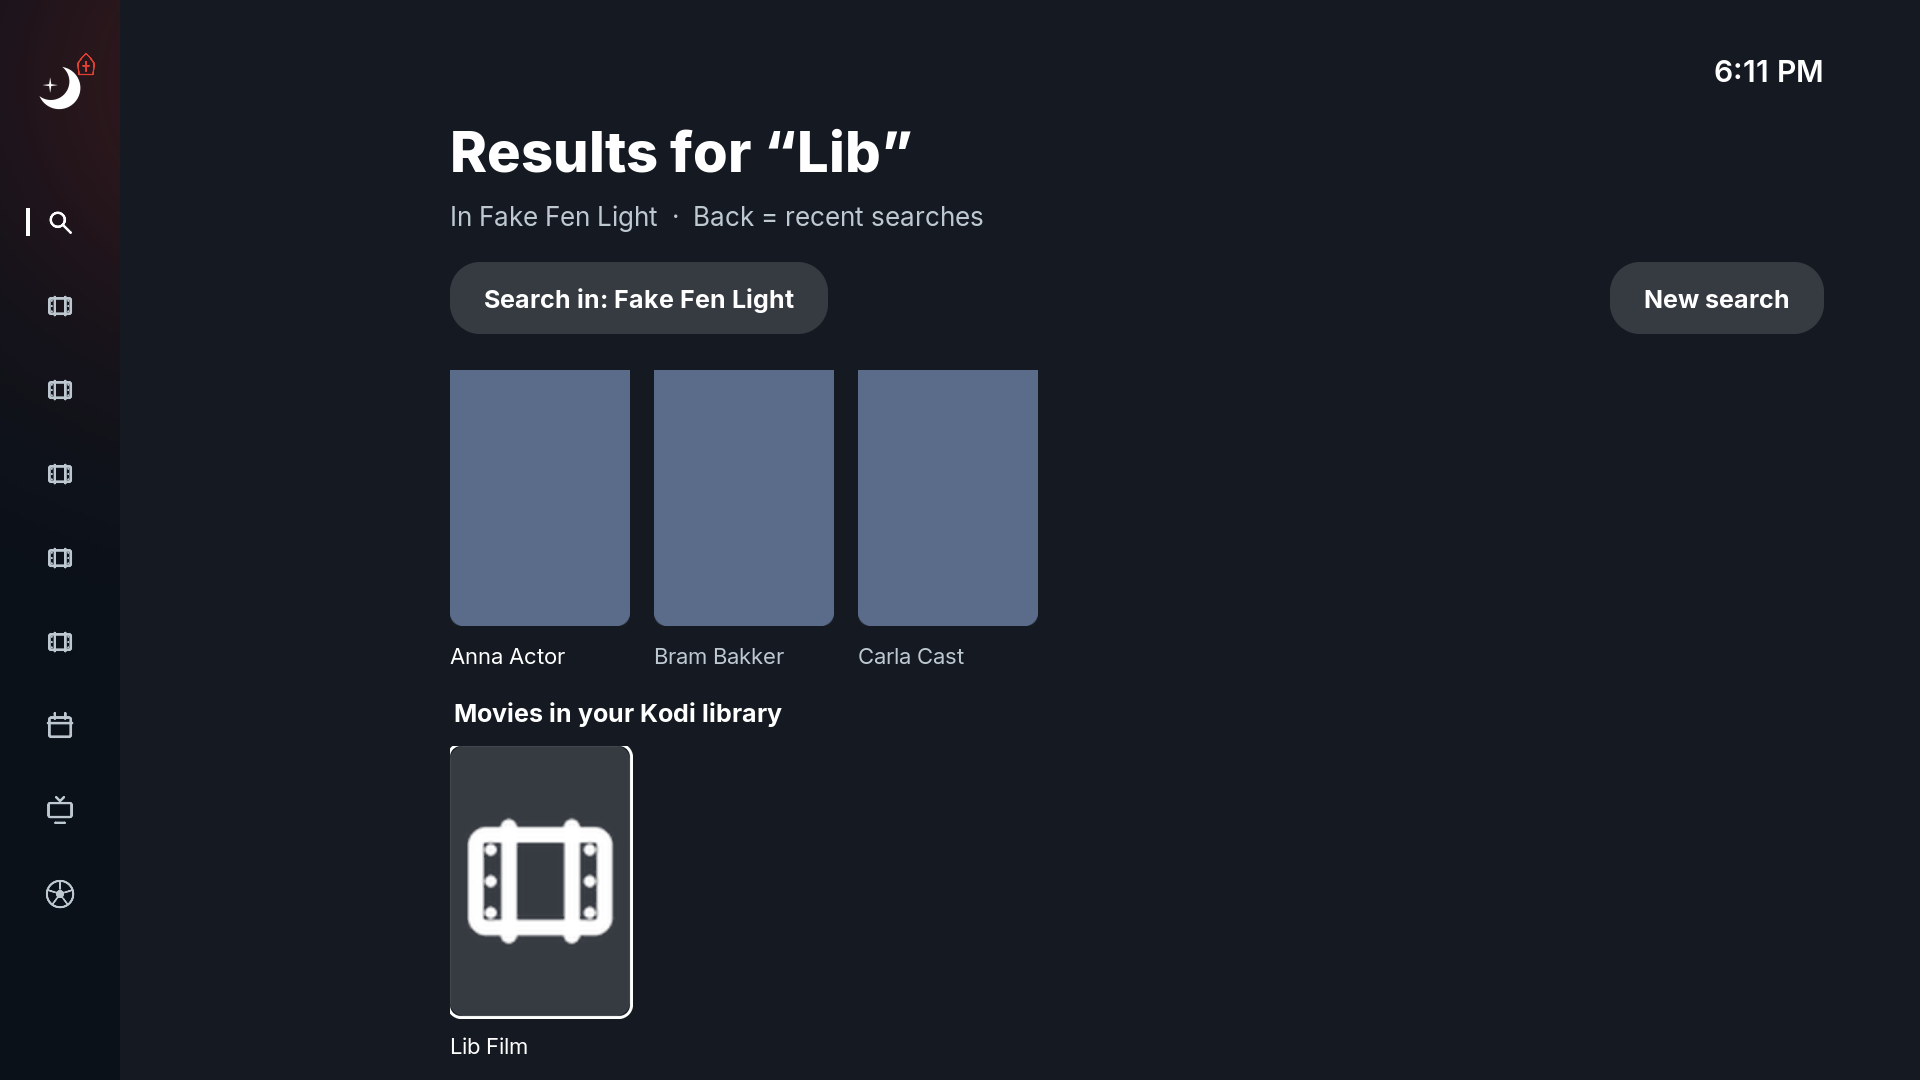 6:11 PM
Results for “Lib”
In Fake Fen Light · Back = recent searches
Search in: Fake Fen Light
New search
Anna Actor
Bram Bakker
Carla Cast
Movies in your Kodi library
Lib Film